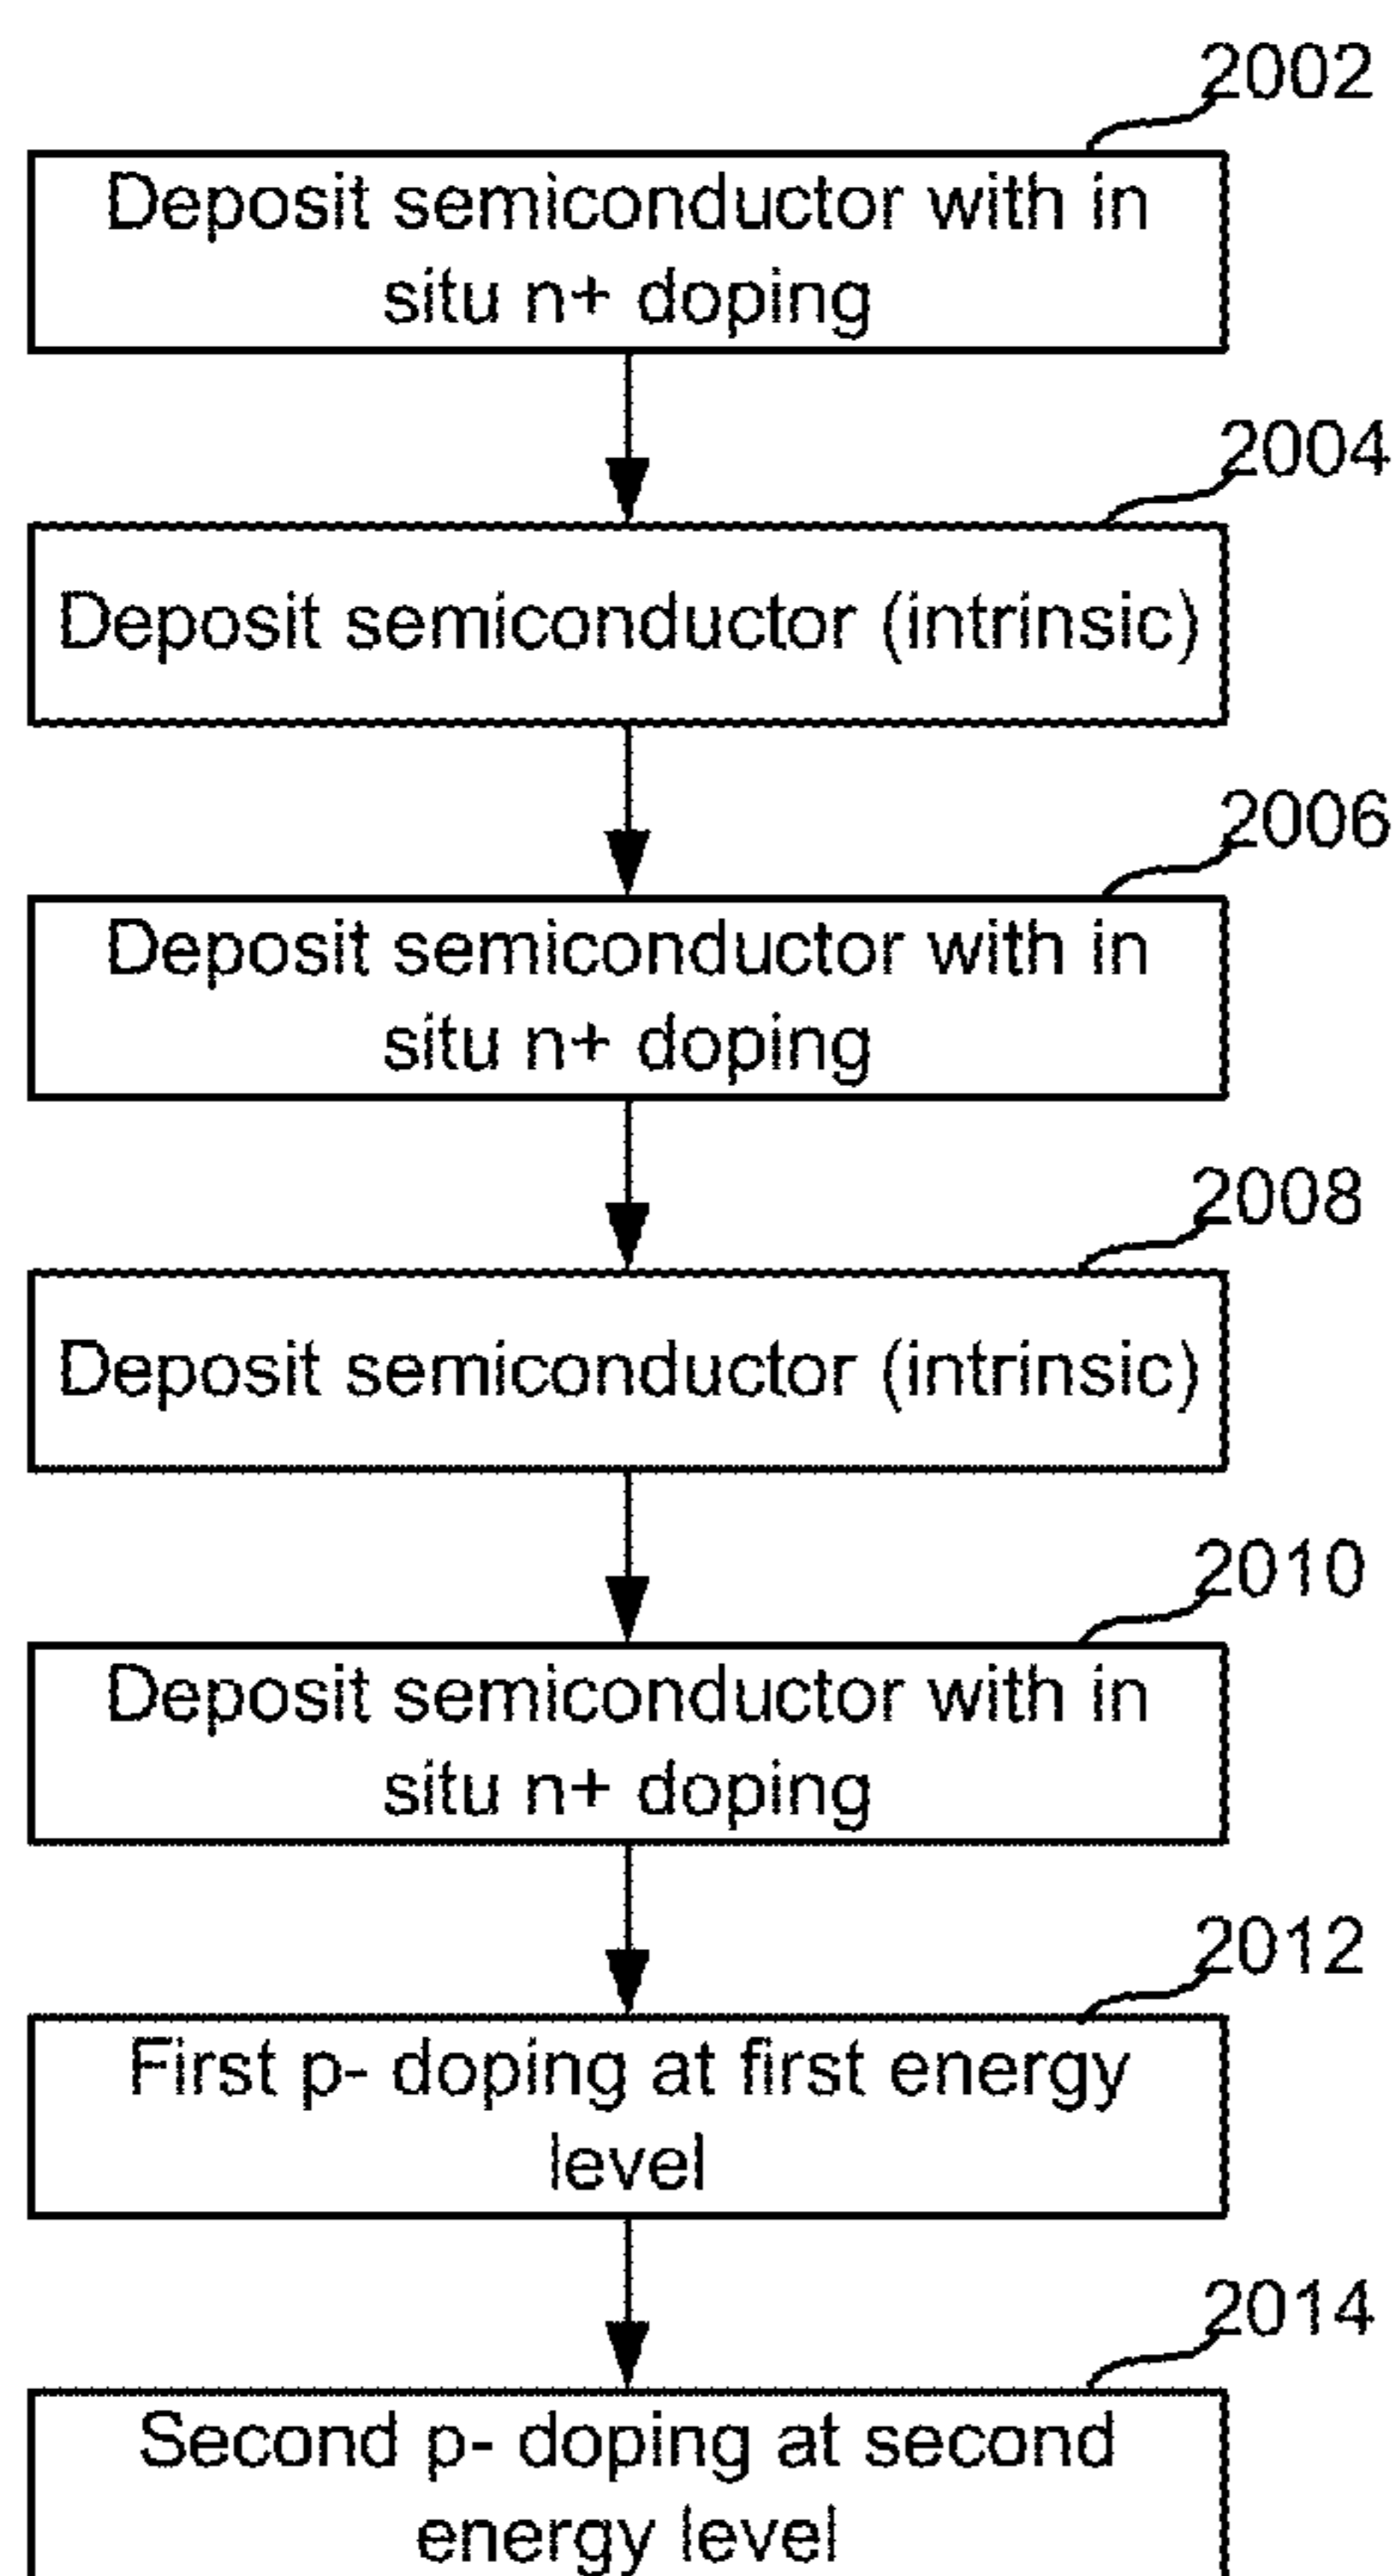 2002
Deposit semiconductor with in
situ n+ doping
2004
Deposit semiconductor (intrinsic)
2006
Deposit semiconductor with in
situ n+ doping
2008
Deposit semiconductor (intrinsic)
2010
Deposit semiconductor with in
situ n+ doping
2012
First p- doping at first energy
level
2014
Second p- doping at second
energy level